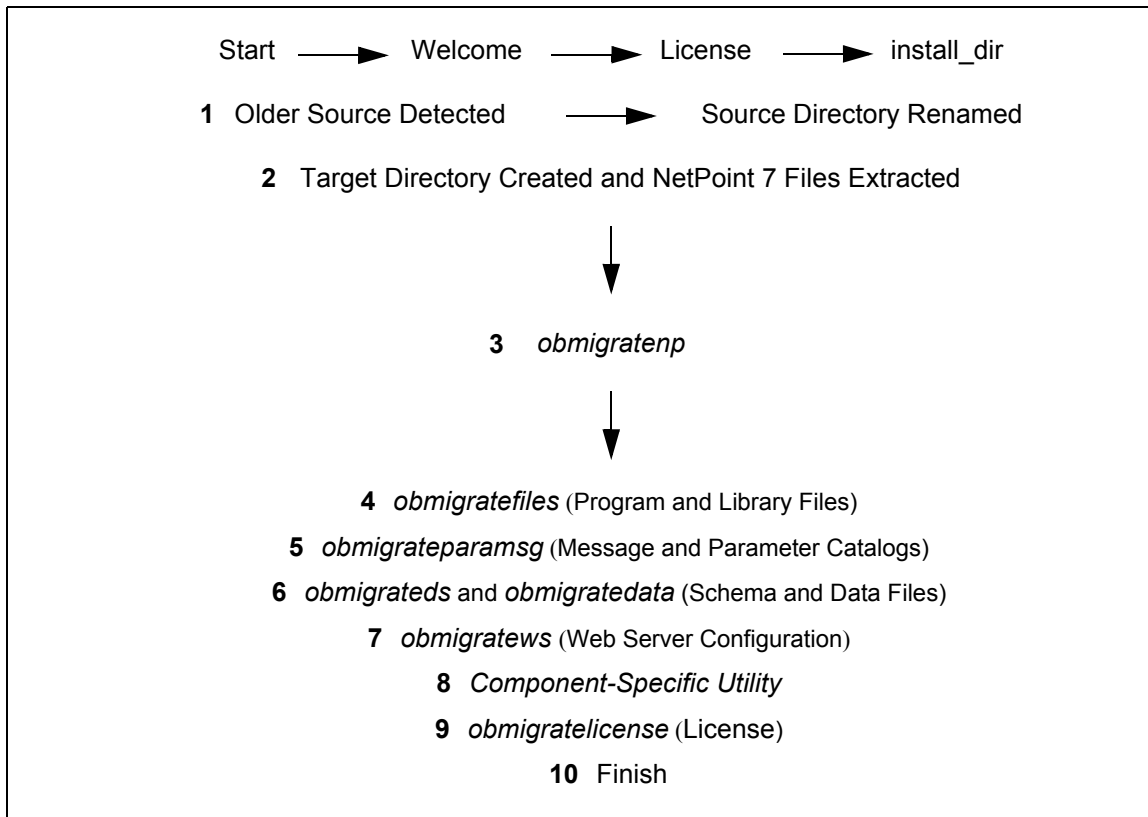 Start Welcome License install_dir
1 Older Source Detected Source Directory Renamed
2 Target Directory Created and NetPoint 7 Files Extracted
3 obmigratenp
4 obmigratefiles (Program and Library Files)
5 obmigrateparamsg (Message and Parameter Catalogs)
6 obmigrateds and obmigratedata (Schema and Data Files)
7 obmigratews (Web Server Configuration)
8 Component-Specific Utility
9 obmigratelicense (License)
10 Finish